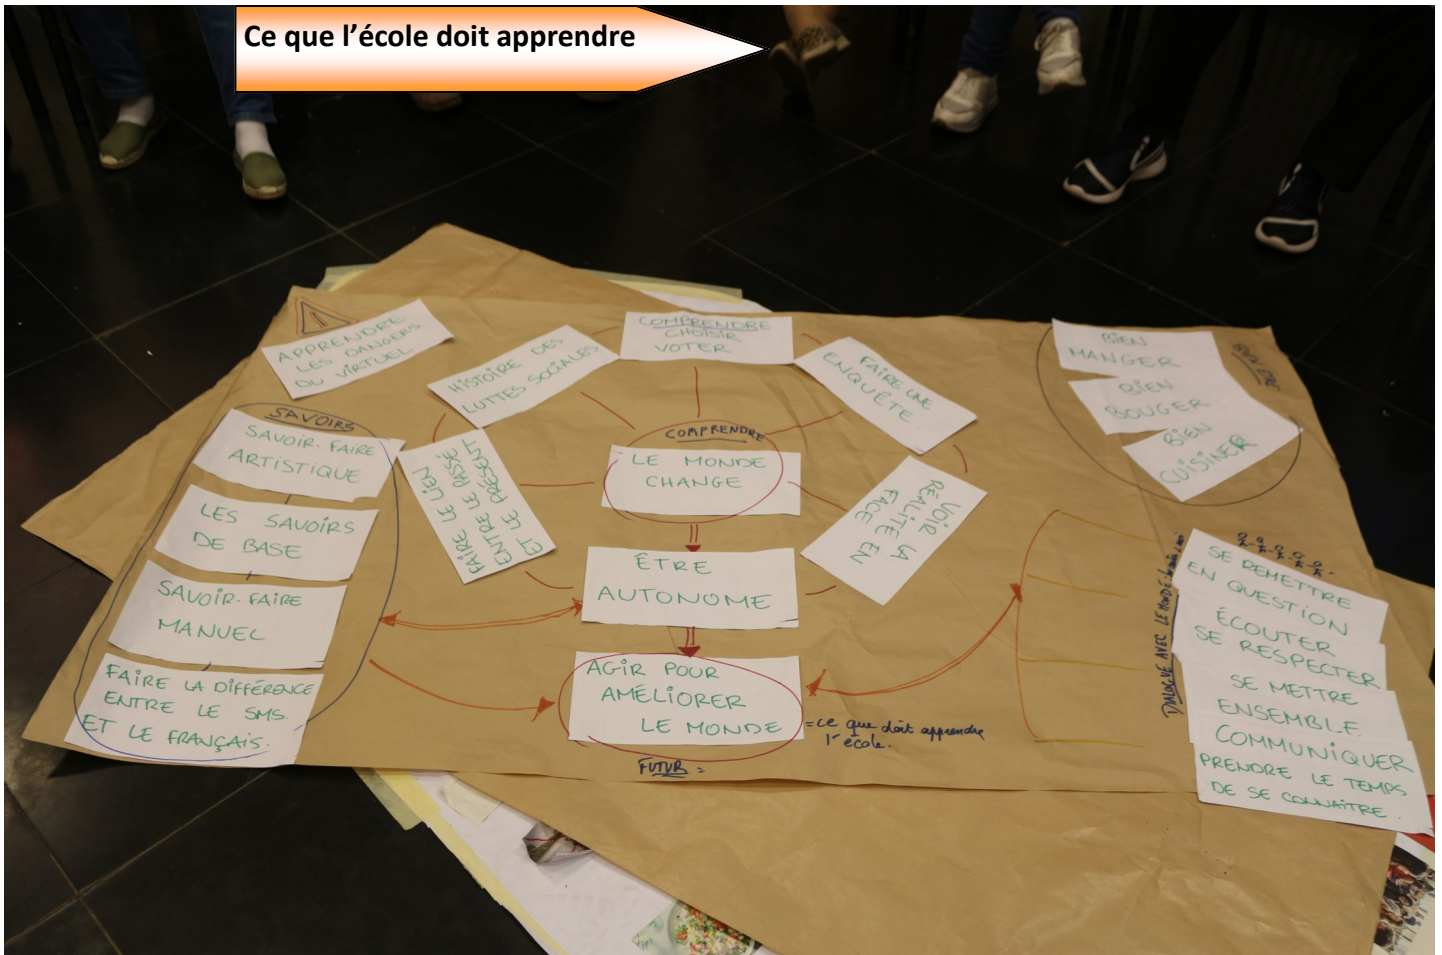 Ce que l'école doit apprendre
APPRENDRE
LES DANGERS
DU VIRTUEL
HISTOIRE DES
LUTTES SOCIALES
COMPRENDRE
CHOISIR
VOTER
FAIRE UNE
ENQUÊTE
BIEN
MANGER
BIEN
BOUGER
BIEN
CUISINER
SAVOIRS
SAVOIR-FAIRE
ARTISTIQUE
LES SAVOIRS
DE BASE
SAVOIR-FAIRE
MANUEL
FAIRE LA DIFFÉRENCE
ENTRE LE SMS
ET LE FRANÇAIS.
FAIRE LE LIEN
ENTRE LE PASSÉ
ET LE PRÉSENT
COMPRENDRE
LE MONDE
CHANGE
VOIR LA
RÉALITÉ
FACE EN
ÊTRE
AUTONOME
AGIR POUR
AMÉLIORER
LE MONDE
= ce que doit apprendre
l'école.
FUTUR =
DIALOGUE AVEC LE MONDE
SE REMETTRE
EN QUESTION
ÉCOUTER
SE RESPECTER
SE METTRE
ENSEMBLE
COMMUNIQUER
PRENDRE LE TEMPS
DE SE CONNAÎTRE.